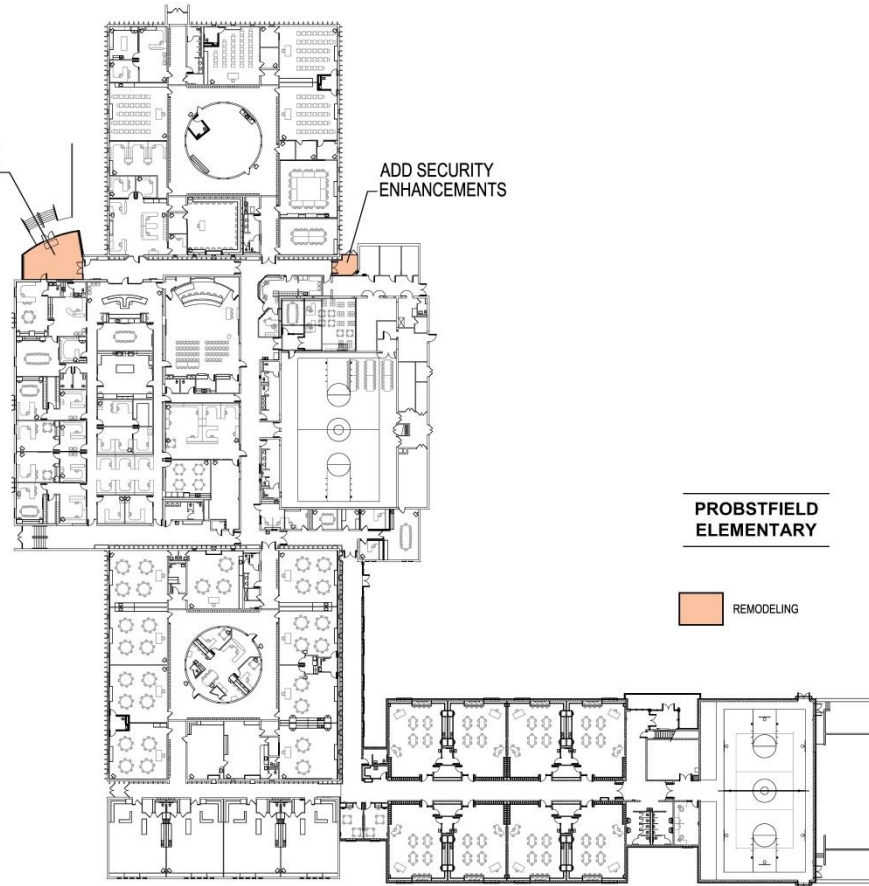 ADD SECURITY
ENHANCEMENTS
PROBSTFIELD
ELEMENTARY
REMODELING